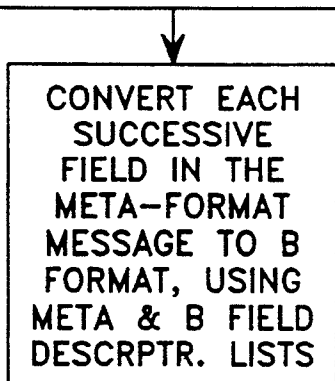 CONVERT EACH
SUCCESSIVE
FIELD IN THE
META-FORMAT
MESSAGE TO B
FORMAT, USING
META & B FIELD
DESCRPTR. LISTS